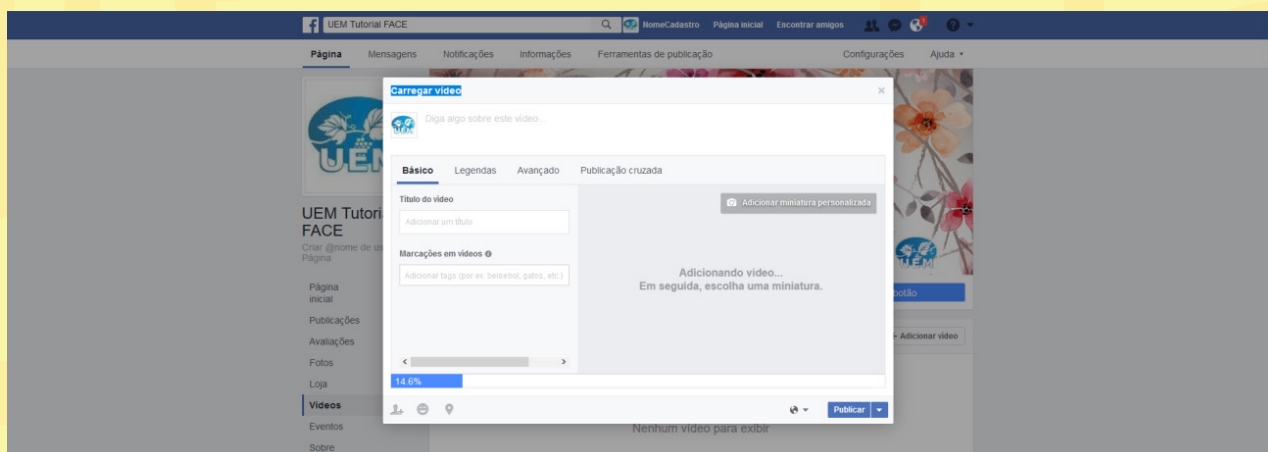 UEM Tutorial FACE
NomeCadastro Página inicial Encontrar amigos
1
Página Mensagens Notificações Informações Ferramentas de publicação Configurações Ajuda
Carregar vídeo
×
Diga algo sobre este vídeo...
UEM
Básico Legendas Avançado Publicação cruzada
Título do vídeo
Adicionar um título
Marcações em vídeos
Adicionar tags (por ex. beisebol, gatos, etc.)
Adicionar miniatura personalizada
Adicionando vídeo...
Em seguida, escolha uma miniatura.
14.6%
Publicar
UEM Tutori
FACE
Criar @nome de us
Página
Página
inicial
Publicações
Avaliações
Fotos
Loja
Vídeos
Eventos
Sobre
UEM
botão
Adicionar vídeo
Nenhum vídeo para exibir